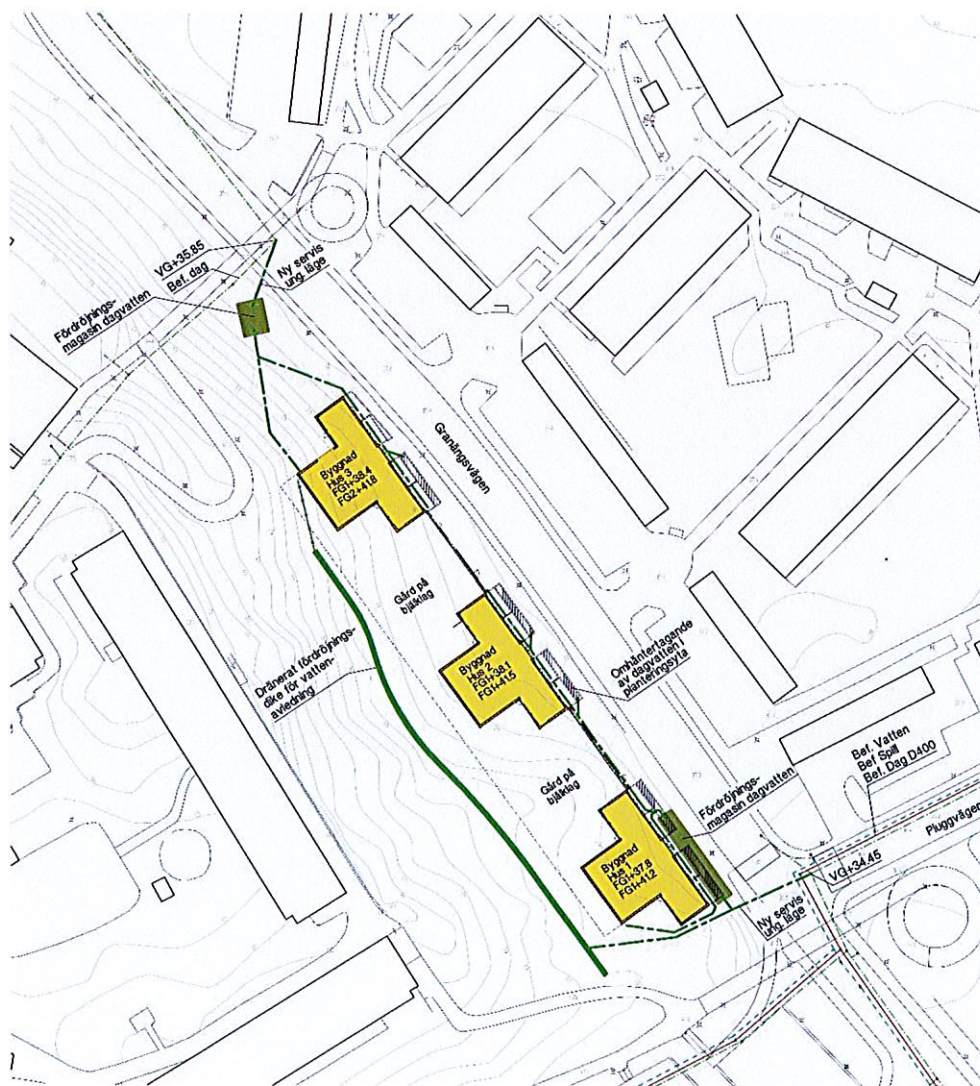 VG+35.85
Bef. dag
Ny servis
ung. läge
Fördröjnings-
magasin dagvatten
Granängsvägen
Byggnad
Hus 3
FG1+38.4
FG2+41.8
Gård på
bjälklag
Byggnad
Hus 2
FG1+38.1
FG1+41.5
Omhäntertagande
av dagvatten i
planteringsyta
Dränerat fördröjnings-
dike för vatten-
avledning
Bef. Vatten
Bef Spill
Bef. Dag D400
Gård på
bjälklag
Fördröjnings-
magasin dagvatten
Pluggvägen
Byggnad
Hus 1
FG1+37.8
FG1+41.2
VG+34.45
Ny servis
ung. läge